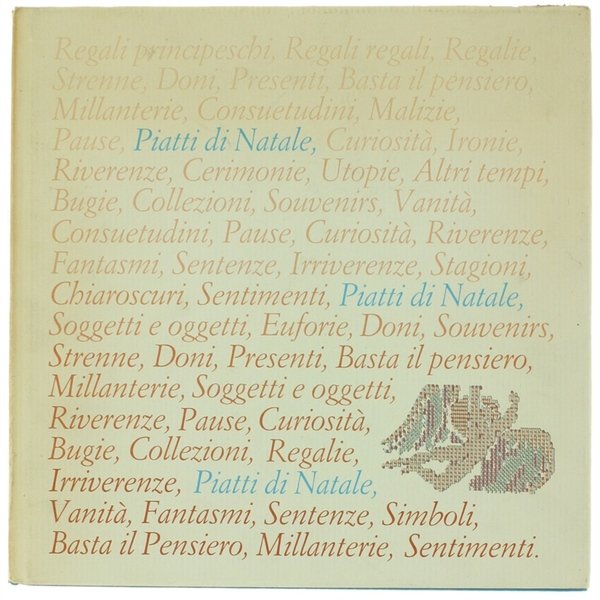 Regali principeschi, Regali regali, Regalie,
Strenne, Doni, Presenti, Basta il pensiero,
Millanterie, Consuetudini, Malizie,
Pause, Piatti di Natale, Curiosità, Ironie,
Riverenze, Cerimonie, Utopie, Altri tempi,
Bugie, Collezioni, Souvenirs, Vanità,
Consuetudini, Pause, Curiosità, Riverenze,
Fantasmi, Sentenze, Irriverenze, Stagioni,
Chiaroscuri, Sentimenti, Piatti di Natale,
Soggetti e oggetti, Euforie, Doni, Souvenirs,
Strenne, Doni, Presenti, Basta il pensiero,
Millanterie, Soggetti e oggetti,
Riverenze, Pause, Curiosità,
Bugie, Collezioni, Regalie,
Irriverenze, Piatti di Natale,
Vanità, Fantasmi, Sentenze, Simboli,
Basta il Pensiero, Millanterie, Sentimenti.